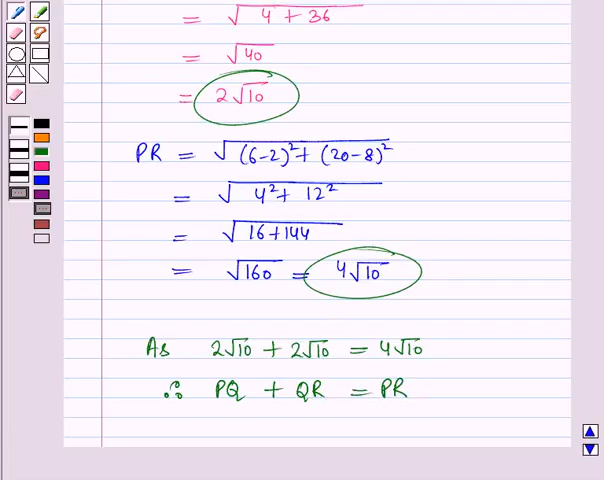 = √4 + 36
= √40
= 2√10
PR = √(6-2)² + (20-8)²
= √4² + 12²
= √16+144
= √160 = 4√10
As 2√10 + 2√10 = 4√10
∴ PQ + QR = PR